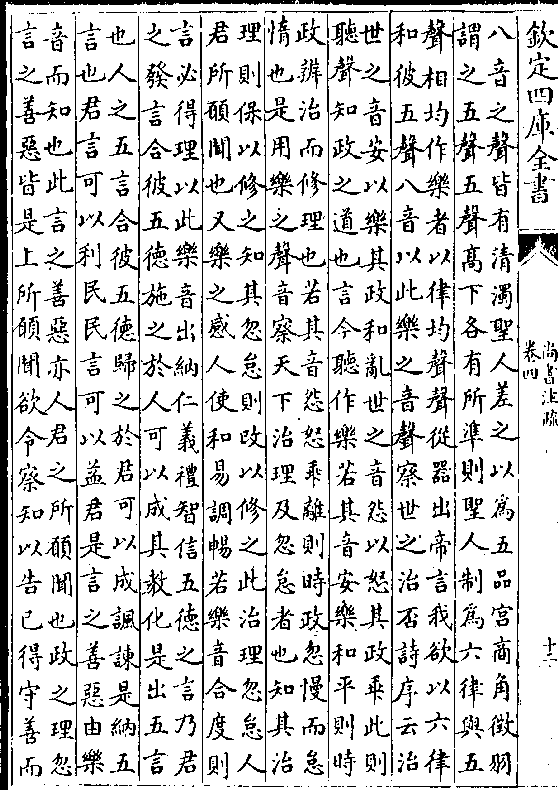 欽定四庫全書
尚書注疏
卷四
十二
八音之聲皆有清濁聖人差之以為五品宮商角徵羽
謂之五聲五聲高下各有所準則聖人制為六律與五
聲相均作樂者以律均聲聲從器出帝言我欲以六律
和彼五聲八音以此樂之音聲察世之治否詩序云治
世之音安以樂其政和亂世之音怨以怒其政乖此則
聽聲知政之道也言今聽作樂若其音安樂和平則時
政辨治而修理也若其音怨怒乖離則時政忽慢而怠
惰也是用樂之聲音察天下治理及忽怠者也知其治
理則保以修之知其忽怠則改以修之此治理忽怠人
君所願聞也又樂之感人使和易調暢若樂音合度則
言必得理以此樂音出納仁義禮智信五德之言乃君
之發言合彼五德施之於人可以成其教化是出五言
也人之五言合彼五德歸之於君可以成諷諫是納五
言也君言可以利民民言可以益君是言之善惡由樂
音而知也此言之善惡亦人君之所願聞也政之理忽
言之善惡皆是上所願聞欲令察知以告已得守善而